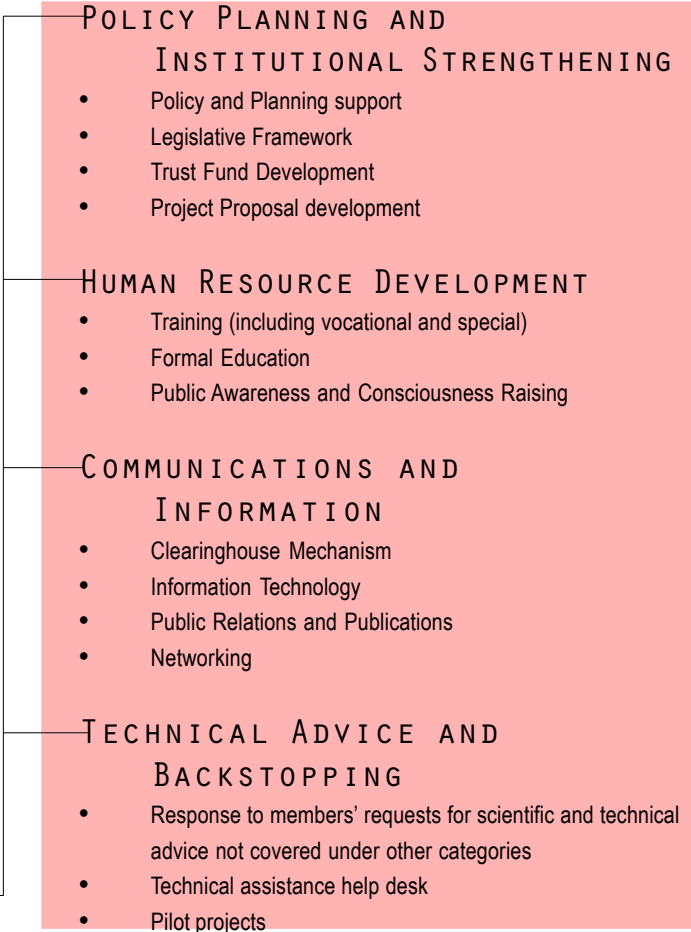 Policy Planning and
Institutional Strengthening
• Policy and Planning support
• Legislative Framework
• Trust Fund Development
• Project Proposal development
Human Resource Development
• Training (including vocational and special)
• Formal Education
• Public Awareness and Consciousness Raising
Communications and
Information
• Clearinghouse Mechanism
• Information Technology
• Public Relations and Publications
• Networking
Technical Advice and
Backstopping
• Response to members’ requests for scientific and technical
advice not covered under other categories
• Technical assistance help desk
• Pilot projects